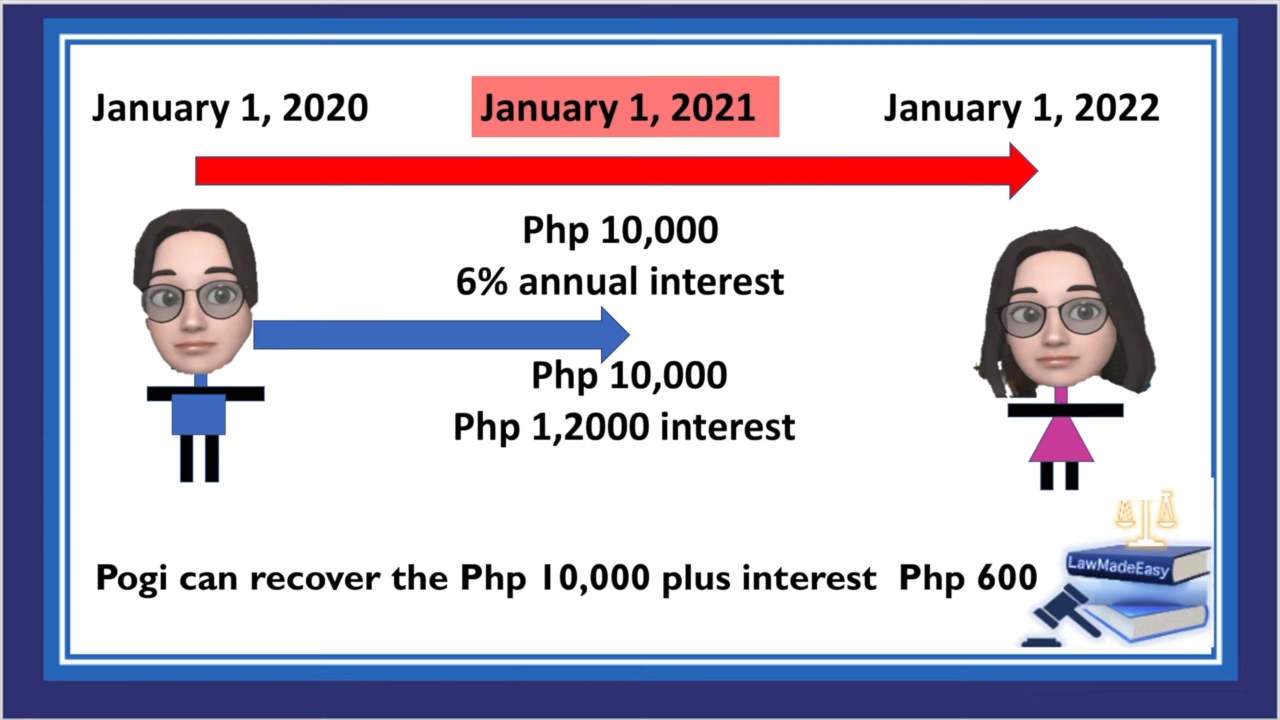 January 1, 2020 January 1, 2021 January 1, 2022
Php 10,000
6% annual interest
Php 10,000
Php 1,2000 interest
Pogi can recover the Php 10,000 plus interest Php 600
LawMadeEasy